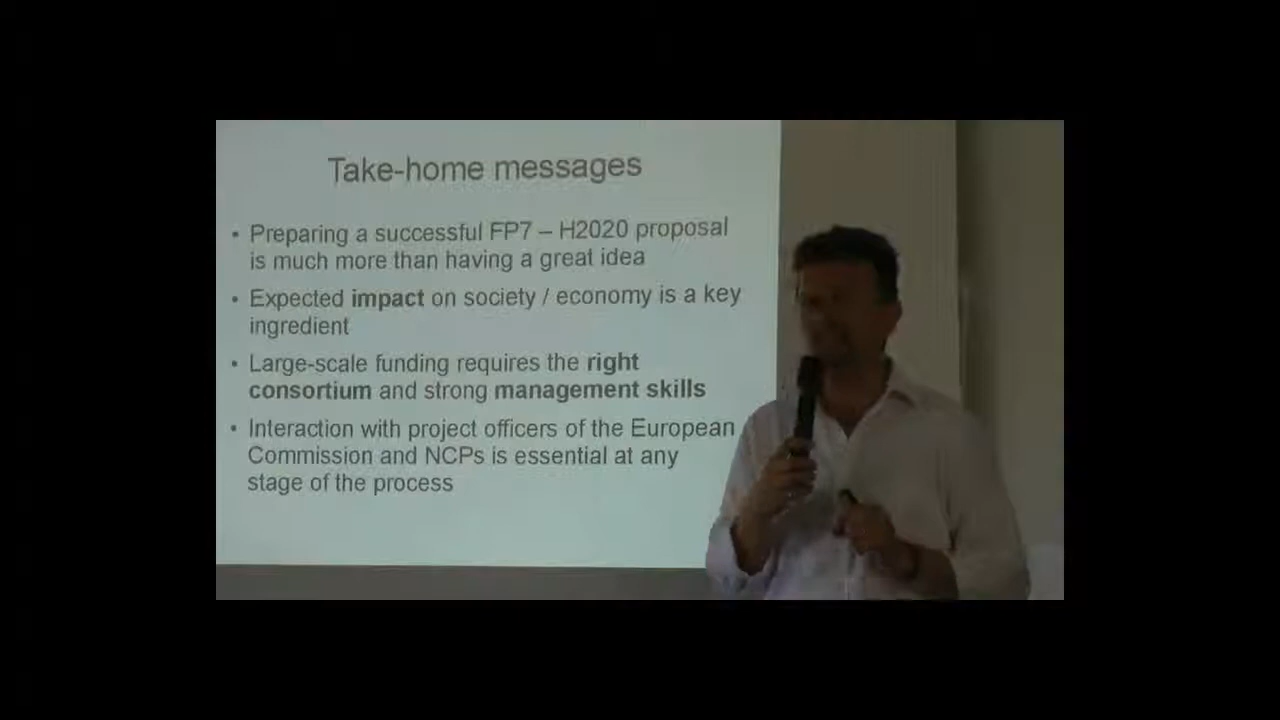 Take-home messages
• Preparing a successful FP7 – H2020 proposal
is much more than having a great idea
• Expected impact on society / economy is a key
ingredient
• Large-scale funding requires the right
consortium and strong management skills
• Interaction with project officers of the European
Commission and NCPs is essential at any
stage of the process